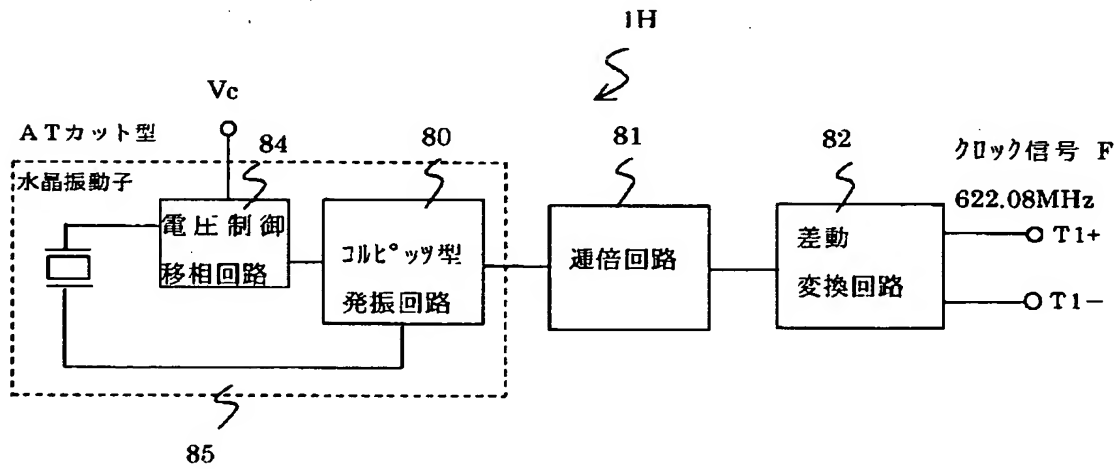 1H
Vc
ATカット型
84
80
81
82
クロック信号 F
水晶振動子
622.08MHz
電圧制御
移相回路
コルピッツ型
発振回路
逓倍回路
差動
変換回路
T1+
T1−
85